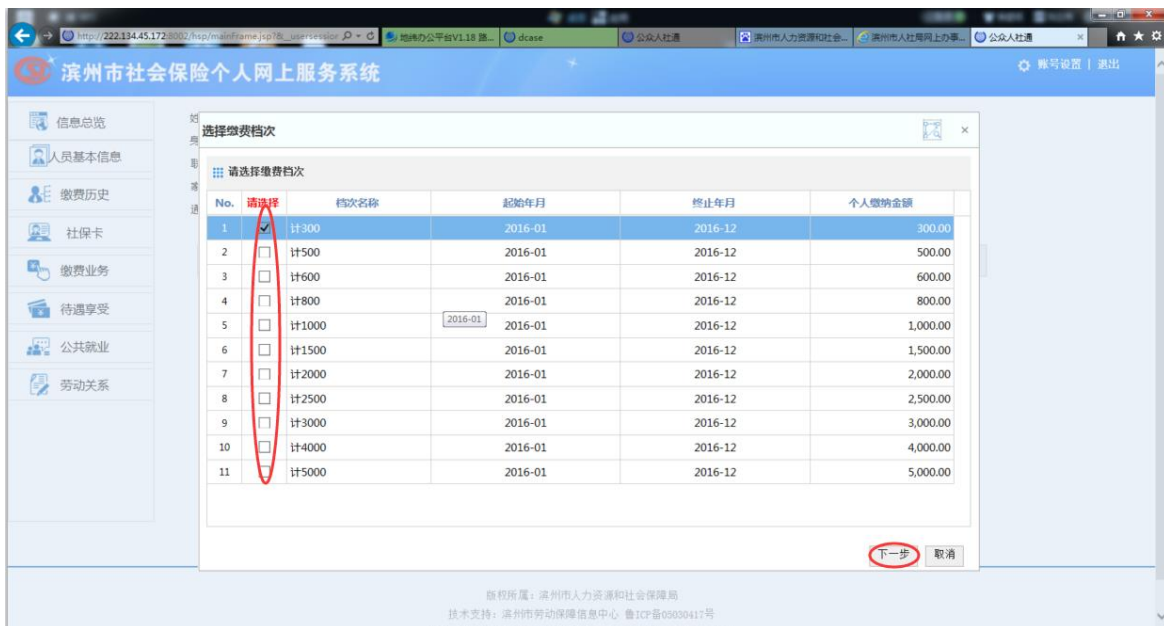 http://222.134.45.172:8002/hsp/mainFrame.jsp?&_usersession
地纬办公平台V1.18 路...
dcase
公众人社通
滨州市人力资源和社会...
滨州市人社局网上办事...
公众人社通
滨州市社会保险个人网上服务系统
账号设置 | 退出
信息总览
人员基本信息
缴费历史
社保卡
缴费业务
待遇享受
公共就业
劳动关系
选择缴费档次
请选择缴费档次
No. 请选择 档次名称 起始年月 终止年月 个人缴纳金额
1 计300 2016-01 2016-12 300.00
2 计500 2016-01 2016-12 500.00
3 计600 2016-01 2016-12 600.00
4 计800 2016-01 2016-12 800.00
2016-01
5 计1000 2016-01 2016-12 1,000.00
6 计1500 2016-01 2016-12 1,500.00
7 计2000 2016-01 2016-12 2,000.00
8 计2500 2016-01 2016-12 2,500.00
9 计3000 2016-01 2016-12 3,000.00
10 计4000 2016-01 2016-12 4,000.00
11 计5000 2016-01 2016-12 5,000.00
下一步 取消
版权所属：滨州市人力资源和社会保障局
技术支持：滨州市劳动保障信息中心 鲁ICP备05030417号